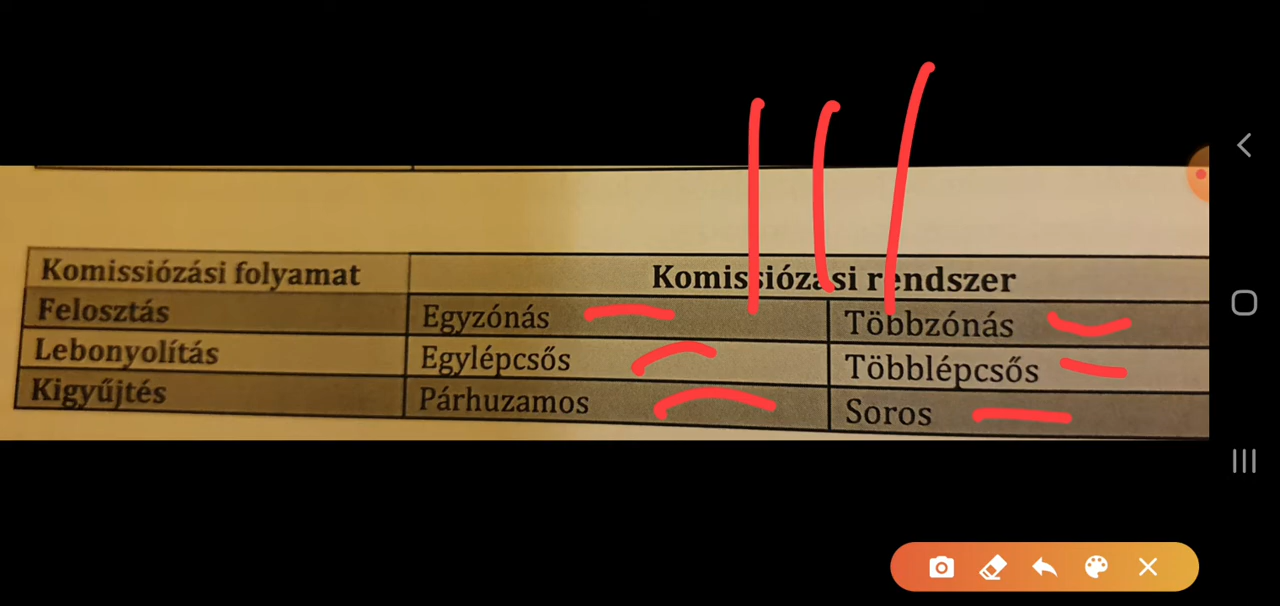 Komissiózási folyamat Komissiózási rendszer
Felosztás Egyzónás Többzónás
Lebonyolítás Egylépcsős Többlépcsős
Kigyűjtés Párhuzamos Soros